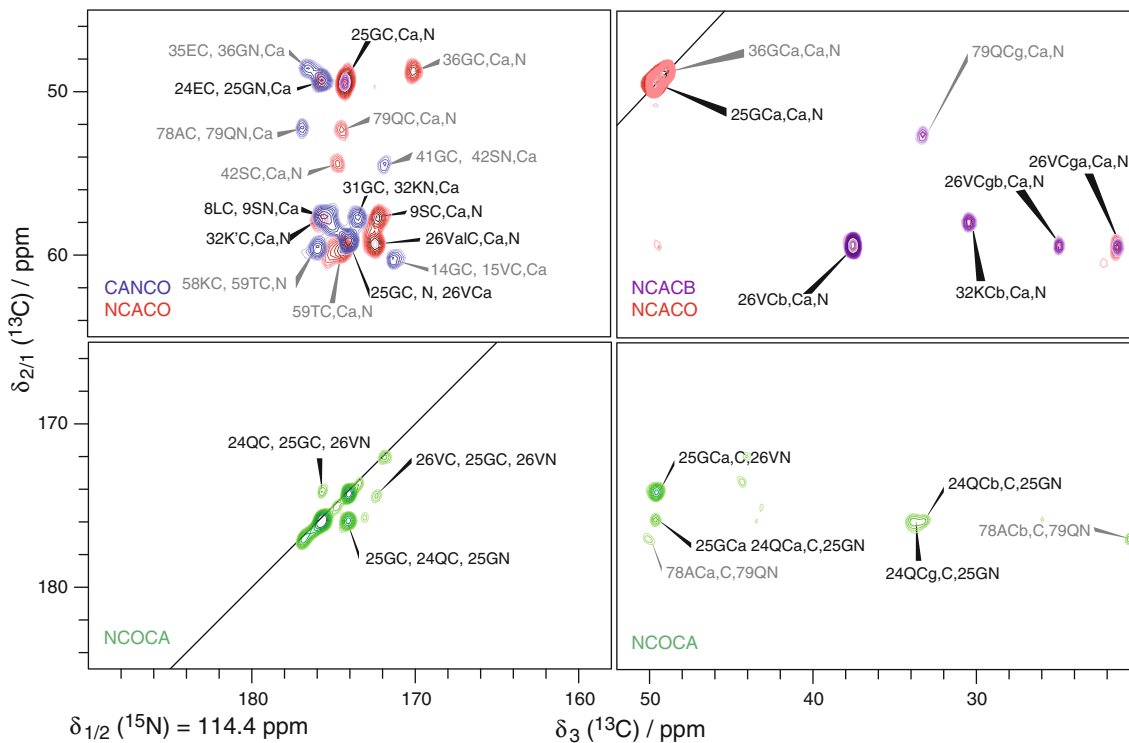 35EC, 36GN,Ca
25GC,Ca,N
36GC,Ca,N
24EC, 25GN,Ca
78AC, 79QN,Ca
79QC,Ca,N
42SC,Ca,N
41GC, 42SN,Ca
31GC, 32KN,Ca
8LC, 9SN,Ca
9SC,Ca,N
32K'C,Ca,N
26ValC,Ca,N
14GC, 15VC,Ca
58KC, 59TC,N
25GC, N, 26VCa
59TC,Ca,N
CANCO
NCACO
50
60
36GCa,Ca,N
79QCg,Ca,N
25GCa,Ca,N
26VCga,Ca,N
26VCgb,Ca,N
26VCb,Ca,N
32KCb,Ca,N
NCACB
NCACO
δ2/1 (13C) / ppm
170
180
24QC, 25GC, 26VN
26VC, 25GC, 26VN
25GC, 24QC, 25GN
NCOCA
25GCa,C,26VN
24QCb,C,25GN
78ACb,C,79QN
25GCa 24QCa,C,25GN
78ACa,C,79QN
24QCg,C,25GN
NCOCA
180 170 160
50 40 30
δ1/2 (15N) = 114.4 ppm
δ3 (13C) / ppm